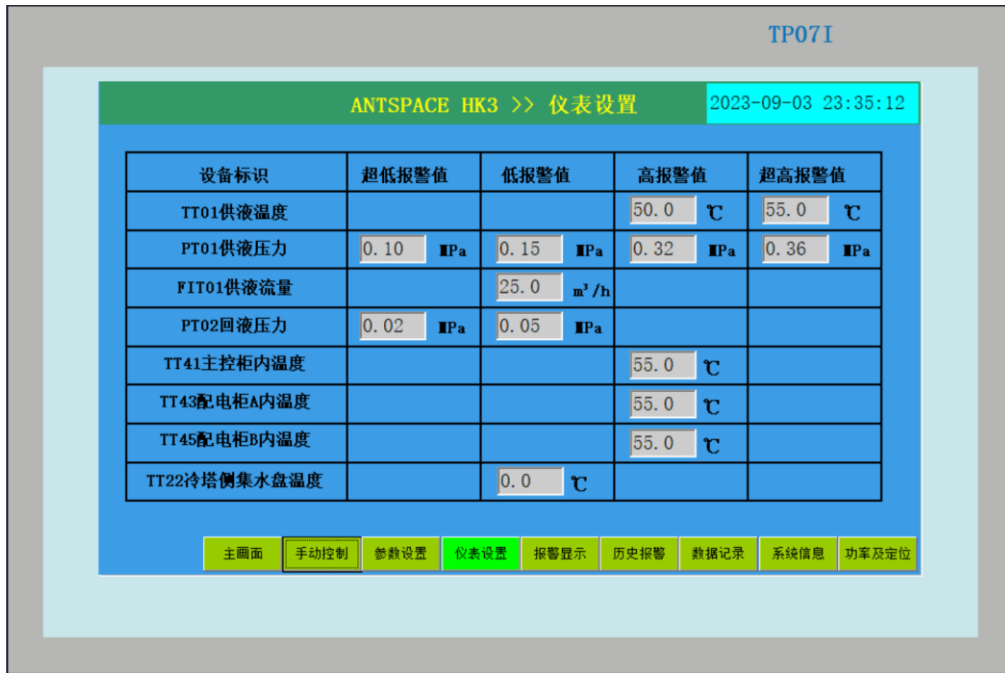 TP07I
ANTSPACE HK3 >> 仪表设置 2023-09-03 23:35:12
设备标识 超低报警值 低报警值 高报警值 超高报警值
TT01供液温度 50.0 ℃ 55.0 ℃
PT01供液压力 0.10 MPa 0.15 MPa 0.32 MPa 0.36 MPa
FIT01供液流量 25.0 m³/h
PT02回液压力 0.02 MPa 0.05 MPa
TT41主控柜内温度 55.0 ℃
TT43配电柜A内温度 55.0 ℃
TT45配电柜B内温度 55.0 ℃
TT22冷塔侧集水盘温度 0.0 ℃
主画面 手动控制 参数设置 仪表设置 报警显示 历史报警 数据记录 系统信息 功率及定位